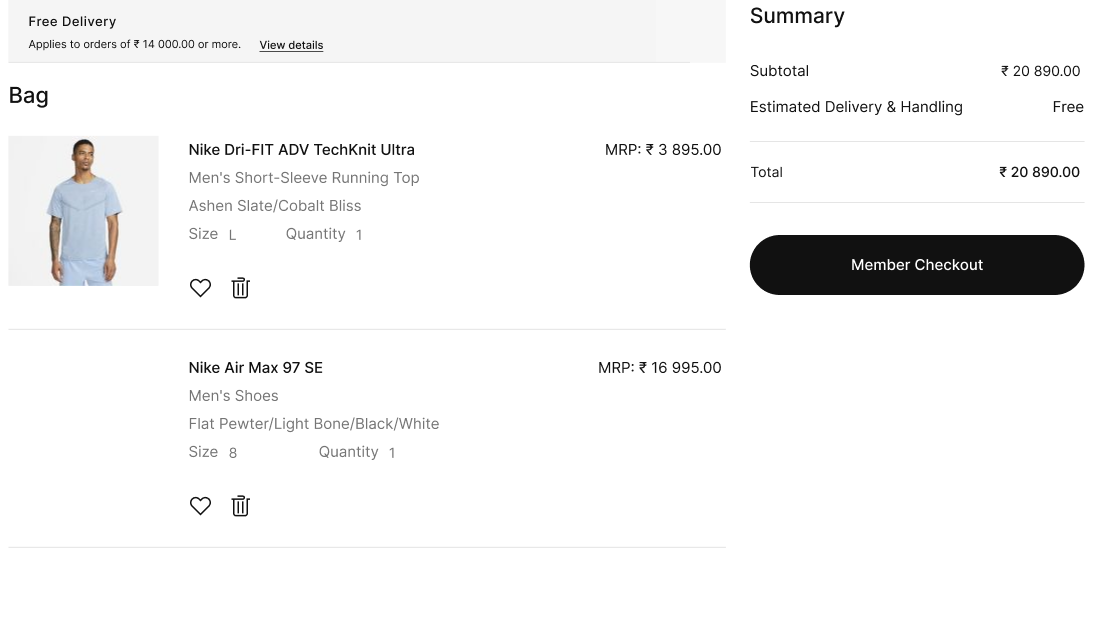 Free Delivery
Applies to orders of ₹ 14 000.00 or more. View details
Bag
Nike Dri-FIT ADV TechKnit Ultra MRP: ₹ 3 895.00
Men's Short-Sleeve Running Top
Ashen Slate/Cobalt Bliss
Size L Quantity 1
Nike Air Max 97 SE MRP: ₹ 16 995.00
Men's Shoes
Flat Pewter/Light Bone/Black/White
Size 8 Quantity 1
Summary
Subtotal ₹ 20 890.00
Estimated Delivery & Handling Free
Total ₹ 20 890.00
Member Checkout